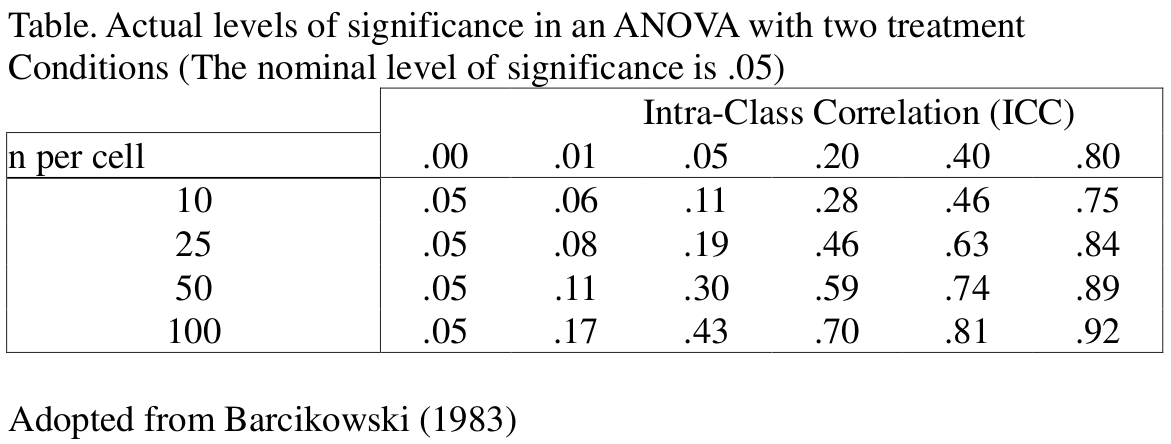 Table. Actual levels of significance in an ANOVA with two treatment
Conditions (The nominal level of significance is .05)
Intra-Class Correlation (ICC)
n per cell .00 .01 .05 .20 .40 .80
10 .05 .06 .11 .28 .46 .75
25 .05 .08 .19 .46 .63 .84
50 .05 .11 .30 .59 .74 .89
100 .05 .17 .43 .70 .81 .92
Adopted from Barcikowski (1983)